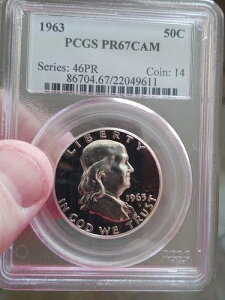 1963 50C
PCGS PR67CAM
Series: 46PR Coin: 14
86704.67/22049611
LIBERTY
1963
IN GOD WE TRUST